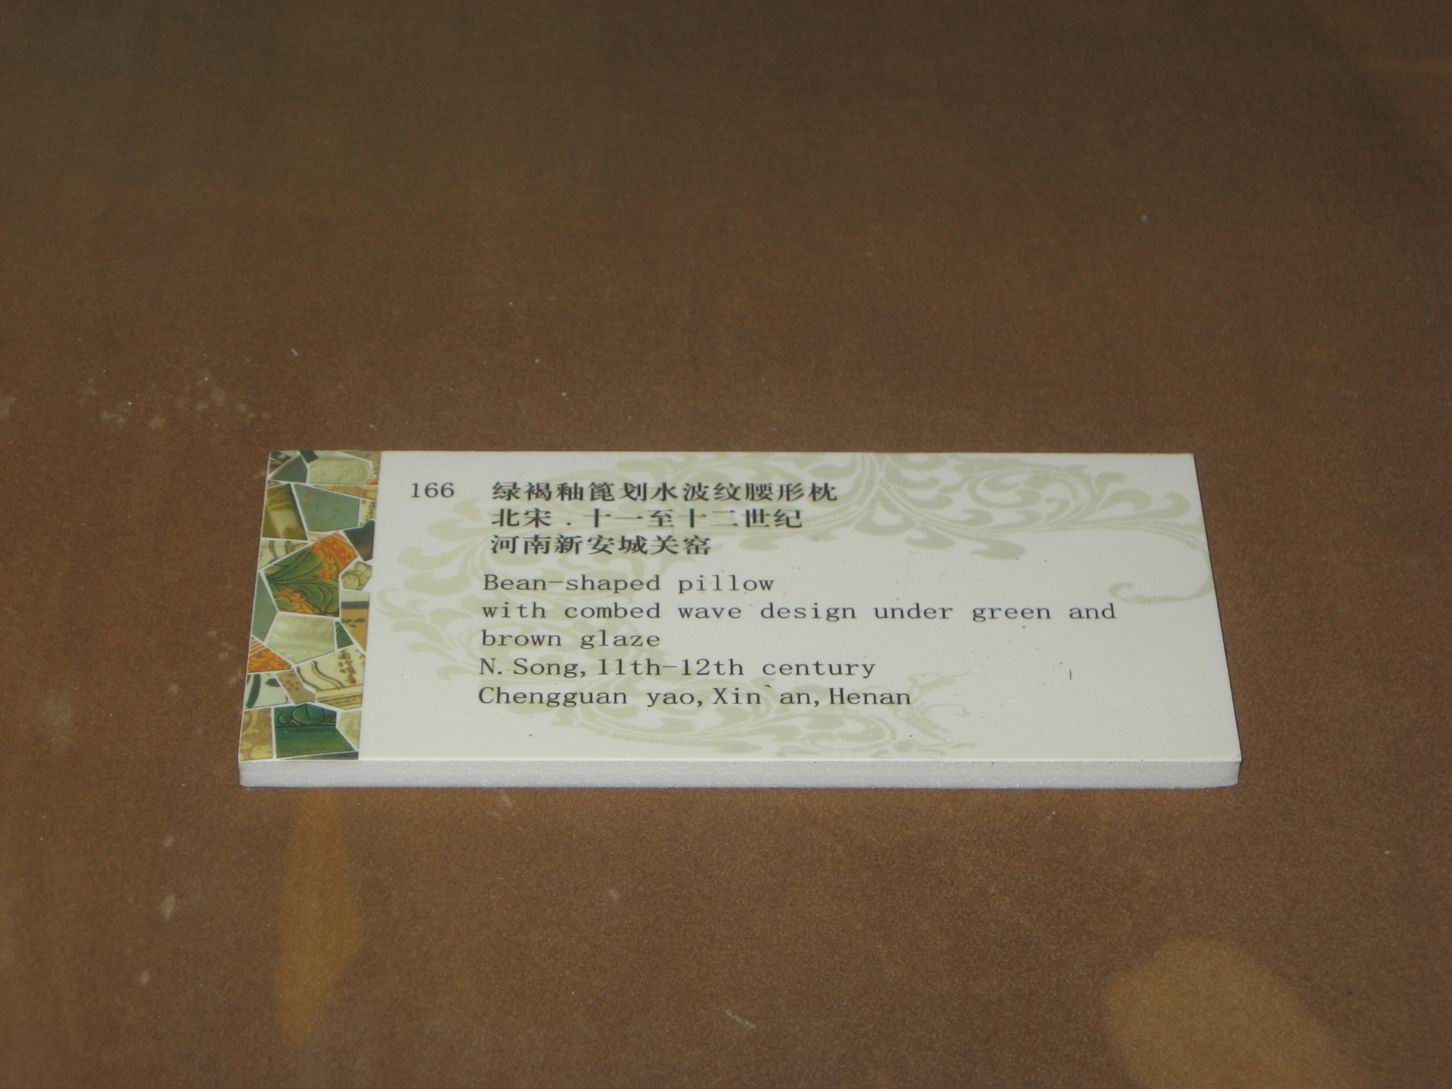 166 绿褐釉篦划水波纹腰形枕
北宋．十一至十二世纪
河南新安城关窑
Bean-shaped pillow
with combed wave design under green and
brown glaze
N.Song,11th-12th century
Chengguan yao,Xin`an,Henan